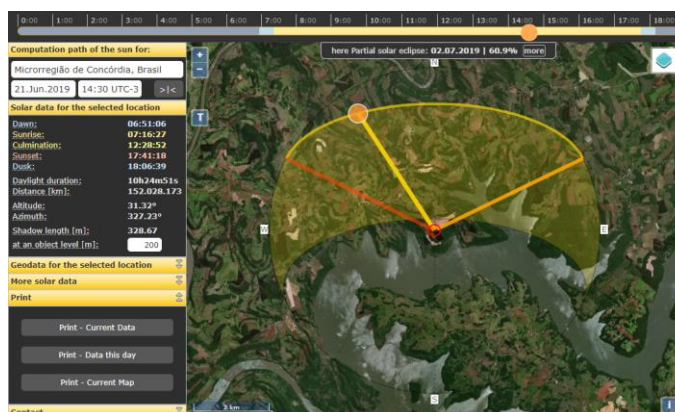 0:00 1:00 2:00 3:00 4:00 5:00 6:00 7:00 8:00 9:00 10:00 11:00 12:00 13:00 14:00 15:00 16:00 17:00 18:00
Computation path of the sun for:
Microrregião de Concórdia, Brasil
21.Jun.2019 14:30 UTC-3 >|<
Solar data for the selected location
Dawn: 06:51:06
Sunrise: 07:16:27
Culmination: 12:28:52
Sunset: 17:41:18
Dusk: 18:06:39
Daylight duration: 10h24m51s
Distance [km]: 152.028.173
Altitude: 31.32°
Azimuth: 327.23°
Shadow length [m]: 328.67
at an object level [m]: 200
Geodata for the selected location
More solar data
Print
Print - Current Data
Print - Data this day
Print - Current Map
Contact
+
−
T
here Partial solar eclipse: 02.07.2019 | 60.9% more
N
W
E
S
3 km
i